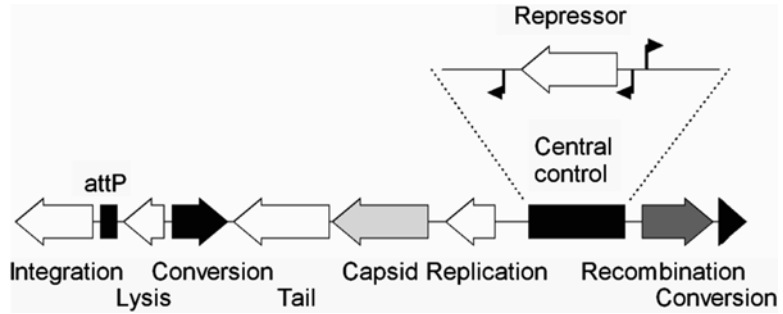 Repressor
Central
control
attP
Integration Conversion Capsid Replication Recombination
Lysis Tail Conversion